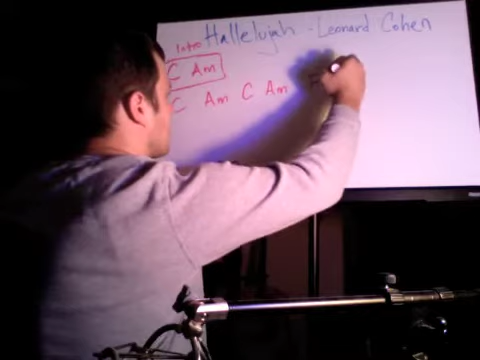 Hallelujah - Leonard Cohen
Intro
C Am
C Am C Am